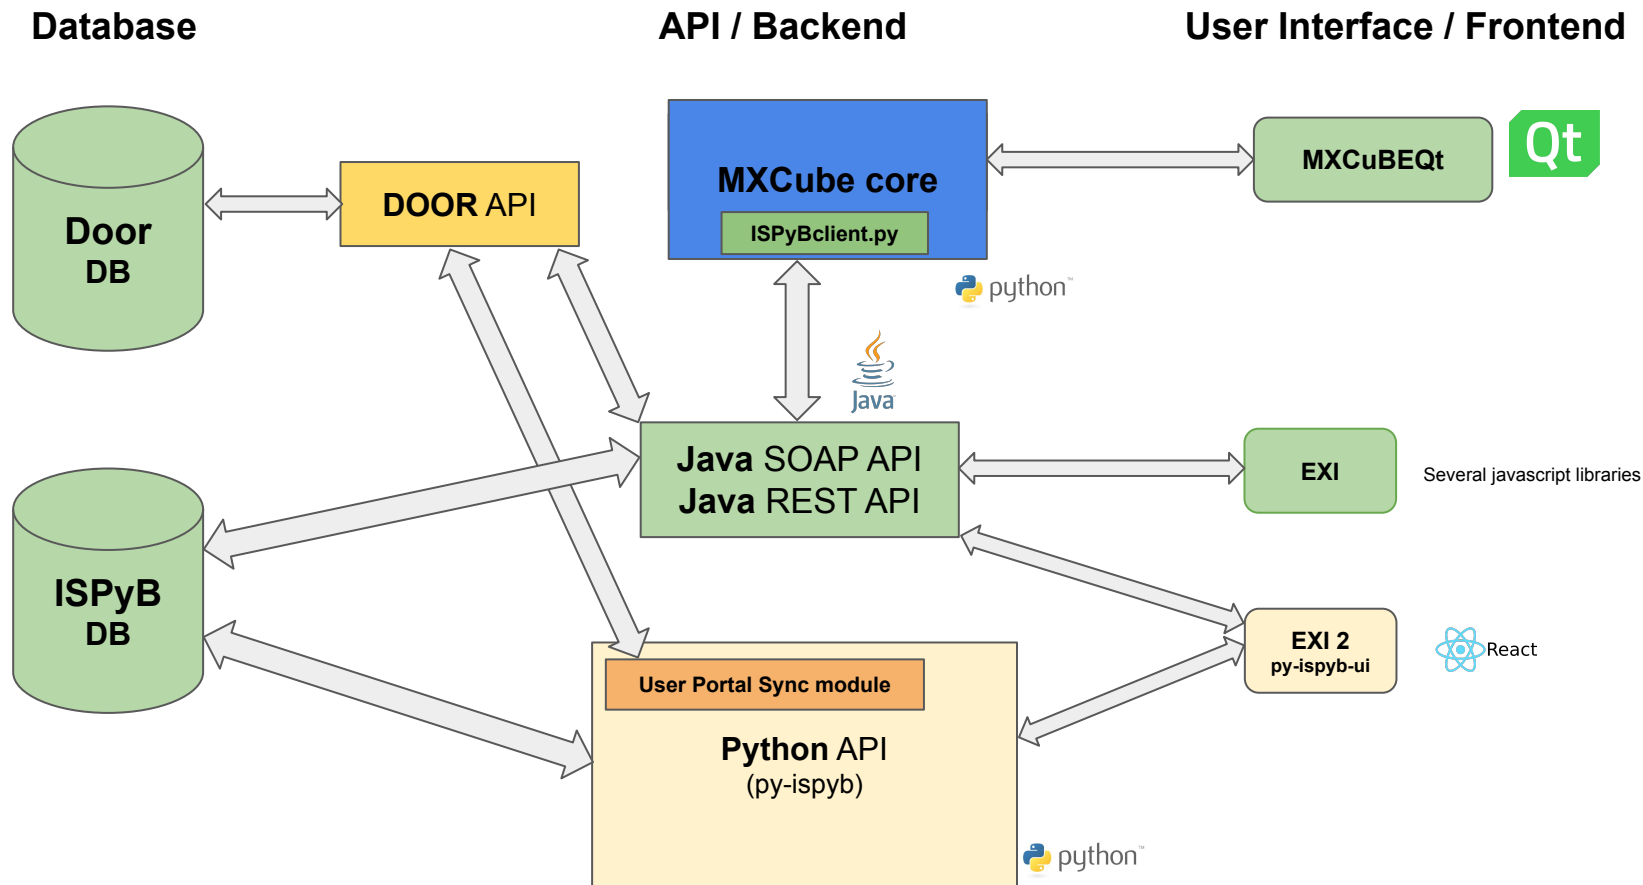 Database
API / Backend
User Interface / Frontend
Door
DB
DOOR API
MXCube core
ISPyBclient.py
python™
MXCuBEQt
Qt
Java
Java SOAP API
Java REST API
EXI
Several javascript libraries
ISPyB
DB
EXI 2
py-ispyb-ui
React
User Portal Sync module
Python API
(py-ispyb)
python™